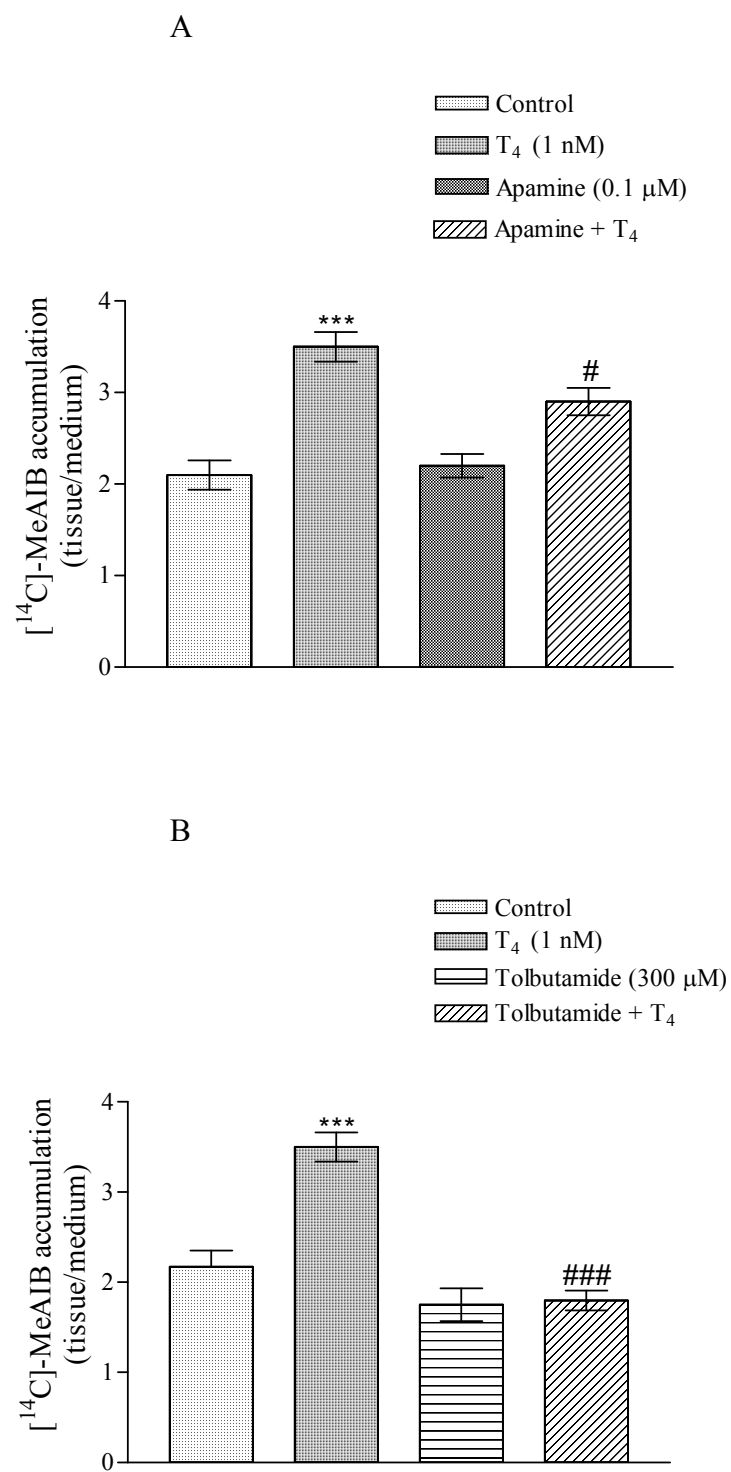 A
Control
T₄ (1 nM)
Apamine (0.1 μM)
Apamine + T₄
[¹⁴C]-MeAIB accumulation
(tissue/medium)
4
3
2
1
0
***
#
B
Control
T₄ (1 nM)
Tolbutamide (300 μM)
Tolbutamide + T₄
[¹⁴C]-MeAIB accumulation
(tissue/medium)
4
3
2
1
0
***
###